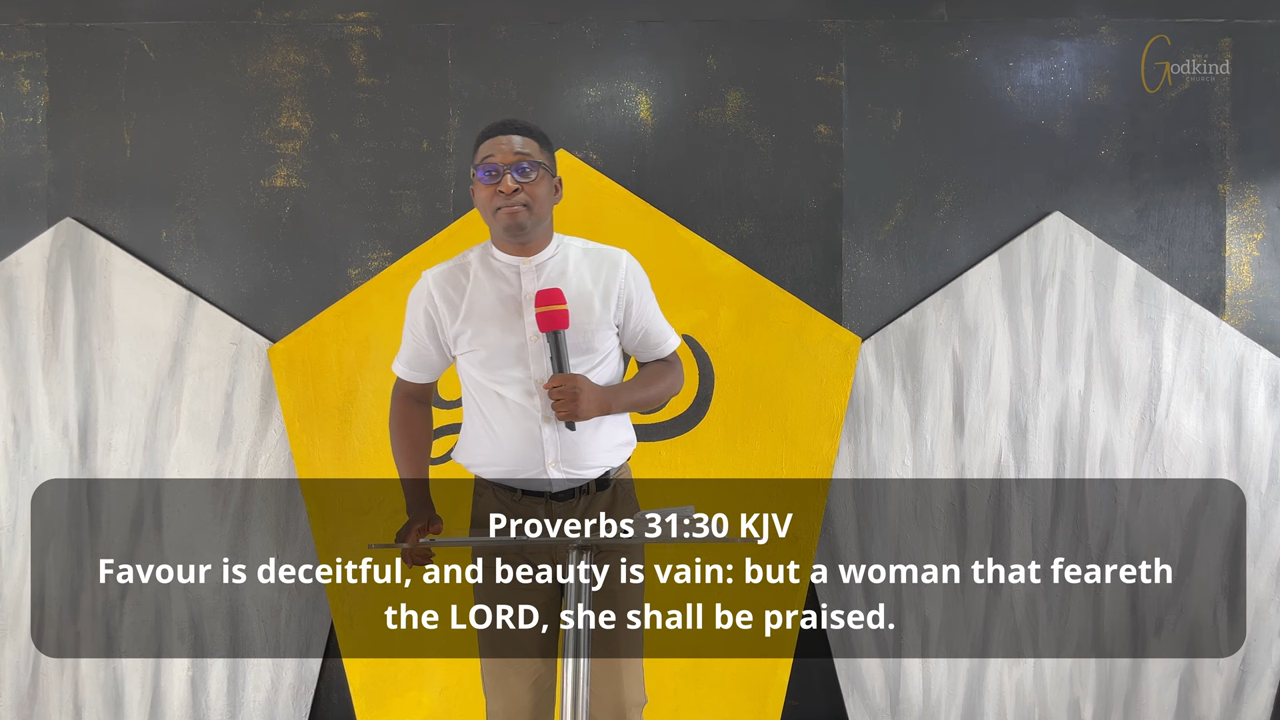 Godkind
CHURCH
Proverbs 31:30 KJV
Favour is deceitful, and beauty is vain: but a woman that feareth
the LORD, she shall be praised.